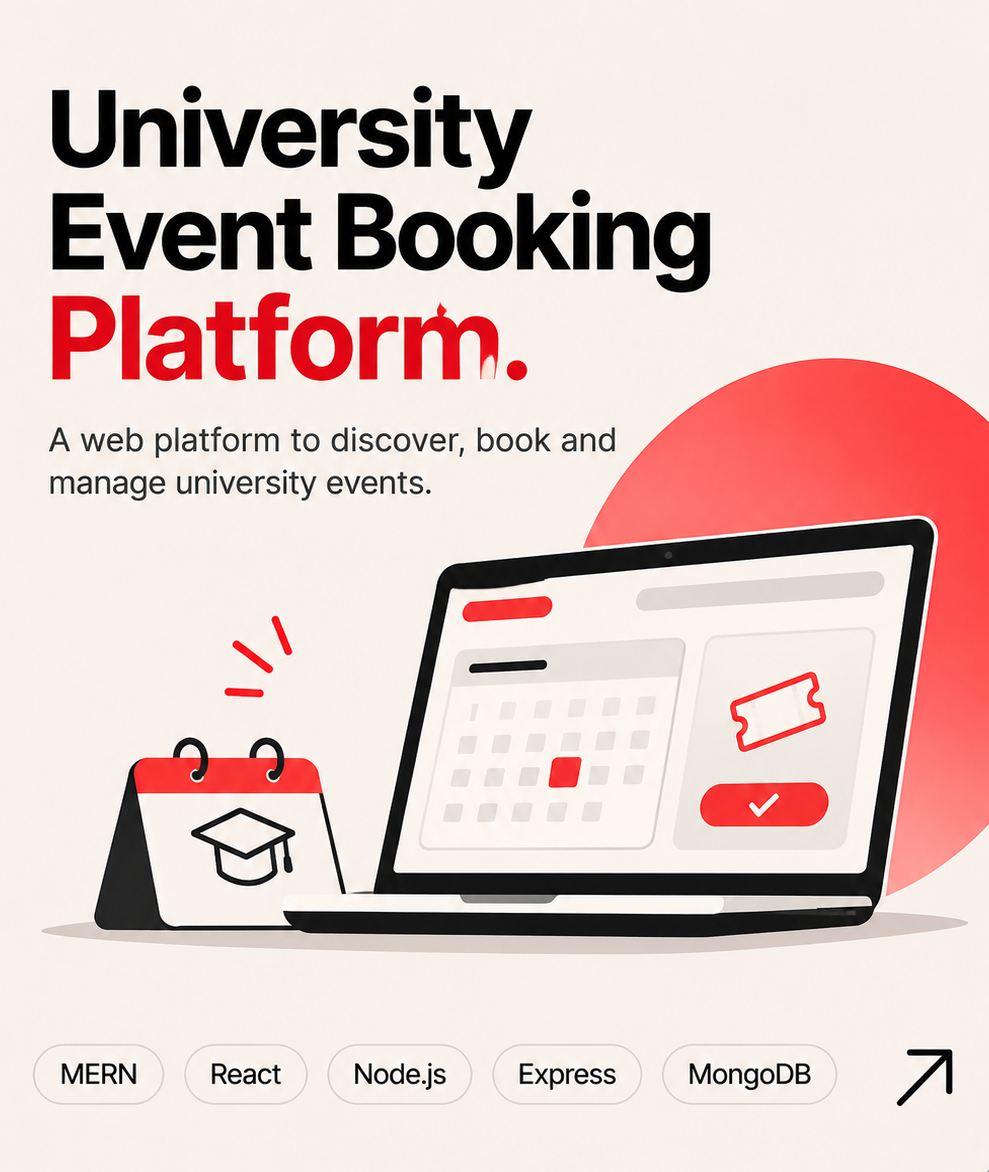 University
Event Booking
Platform.
A web platform to discover, book and
manage university events.
MERN
React
Node.js
Express
MongoDB